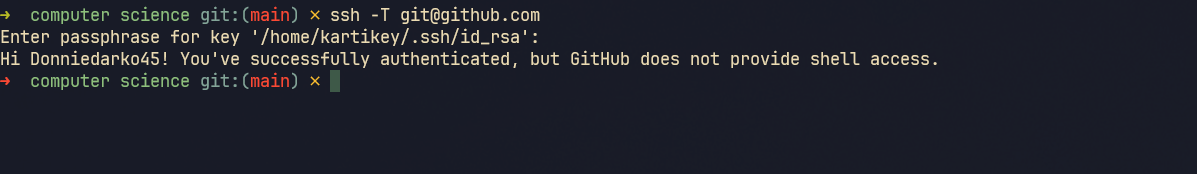 ➜ computer science git:(main) ✕ ssh -T git@github.com
Enter passphrase for key '/home/kartikey/.ssh/id_rsa':
Hi Donniedarko45! You've successfully authenticated, but GitHub does not provide shell access.
➜ computer science git:(main) ✕